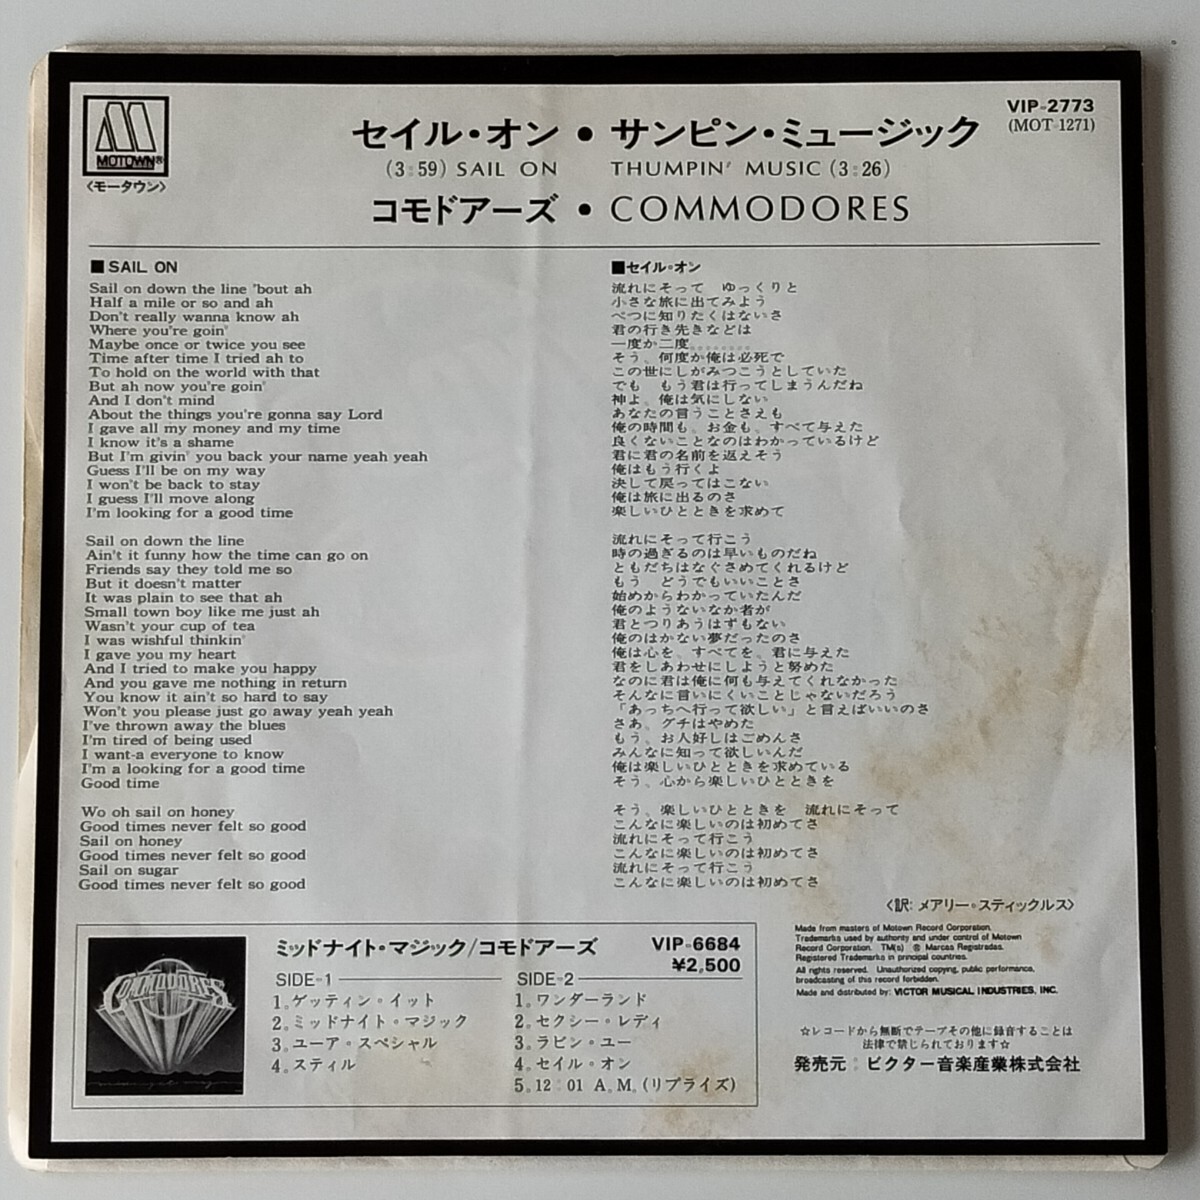 MOTOWN®
〈モータウン〉
セイル・オン・サンピン・ミュージック
(3:59) SAIL ON THUMPIN' MUSIC (3:26)
コモドアーズ・COMMODORES
VIP-2773
(MOT-1271)
■SAIL ON
Sail on down the line 'bout ah
Half a mile or so and ah
Don't really wanna know ah
Where you're goin'
Maybe once or twice you see
Time after time I tried ah to
To hold on the world with that
But ah now you're goin'
And I don't mind
About the things you're gonna say Lord
I gave all my money and my time
I know it's a shame
But I'm givin' you back your name yeah yeah
Guess I'll be on my way
I won't be back to stay
I guess I'll move along
I'm looking for a good time
Sail on down the line
Ain't it funny how the time can go on
Friends say they told me so
But it doesn't matter
It was plain to see that ah
Small town boy like me just ah
Wasn't your cup of tea
I was wishful thinkin'
I gave you my heart
And I tried to make you happy
And you gave me nothing in return
You know it ain't so hard to say
Won't you please just go away yeah yeah
I've thrown away the blues
I'm tired of being used
I want-a everyone to know
I'm a looking for a good time
Good time
Wo oh sail on honey
Good times never felt so good
Sail on honey
Good times never felt so good
Sail on sugar
Good times never felt so good
■セイル・オン
流れにそって ゆっくりと
小さな旅に出てみよう
べつに知りたくはないさ
君の行き先きなどは
一度か二度………
そう、何度か俺は必死で
この世にしがみつこうとしていた
でも もう君は行ってしまうんだね
神よ、俺は気にしない
あなたの言うことさえも
俺の時間も、お金も、すべて与えた
良くないことなのはわかっているけど
君に君の名前を返えそう
俺はもう行くよ
決して戻ってはこない
俺は旅に出るのさ
楽しいひとときを求めて
流れにそって行こう
時の過ぎるのは早いものだね
ともだちはなぐさめてくれるけど
もう どうでもいいことさ
始めからわかっていたんだ
俺のようないなか者が
君とつりあうはずもない
俺のはかない夢だったのさ
俺は心を、すべてを、君に与えた
君をしあわせにしようと努めた
なのに君は俺に何も与えてくれなかった
そんなに言いにくいことじゃないだろう
「あっちへ行って欲しい」と言えばいいのさ
さあ、グチはやめた
もう、お人好しはごめんさ
みんなに知って欲しいんだ
俺は楽しいひとときを求めている
そう、心から楽しいひとときを
そう、楽しいひとときを 流れにそって
こんなに楽しいのは初めてさ
流れにそって行こう
こんなに楽しいのは初めてさ
流れにそって行こう
こんなに楽しいのは初めてさ
〈訳:メアリー・スティックルス〉
COMMODORES
ミッドナイト・マジック/コモドアーズ
VIP-6684
¥2,500
SIDE-1
1。ゲッティン・イット
2。ミッドナイト・マジック
3。ユーア・スペシャル
4。スティル
SIDE-2
1。ワンダーランド
2。セクシー・レディ
3。ラビン・ユー
4。セイル・オン
5。12:01 A.M.(リプライズ)
Made from masters of Motown Record Corporation.
Trademarks used by authority and under control of Motown
Record Corporation. TM(s) ® Marcas Registradas.
Registered Trademarks in principal countries.
All rights reserved. Unauthorized copying, public performance,
broadcasting of this record forbidden.
Made and distributed by: VICTOR MUSICAL INDUSTRIES, INC.
☆レコードから無断でテープその他に録音することは
法律で禁じられております☆
発売元:ビクター音楽産業株式会社